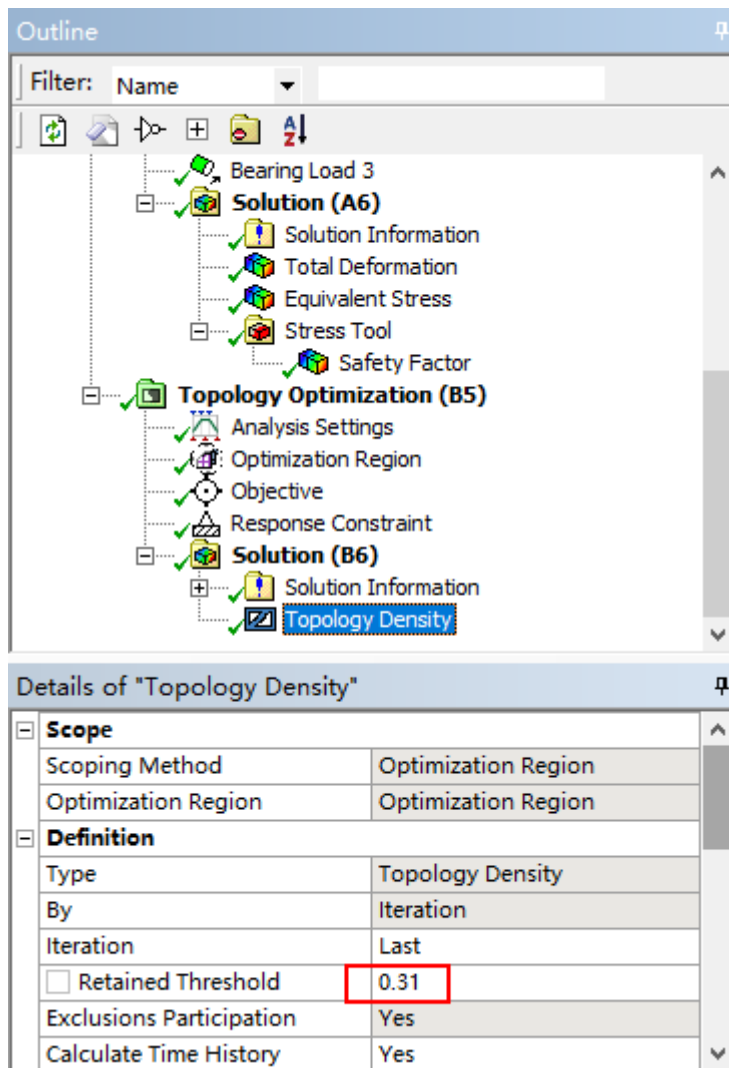 Outline
Filter: Name
Bearing Load 3
Solution (A6)
Solution Information
Total Deformation
Equivalent Stress
Stress Tool
Safety Factor
Topology Optimization (B5)
Analysis Settings
Optimization Region
Objective
Response Constraint
Solution (B6)
Solution Information
Topology Density
Details of "Topology Density"
Scope
Scoping Method Optimization Region
Optimization Region Optimization Region
Definition
Type Topology Density
By Iteration
Iteration Last
Retained Threshold 0.31
Exclusions Participation Yes
Calculate Time History Yes